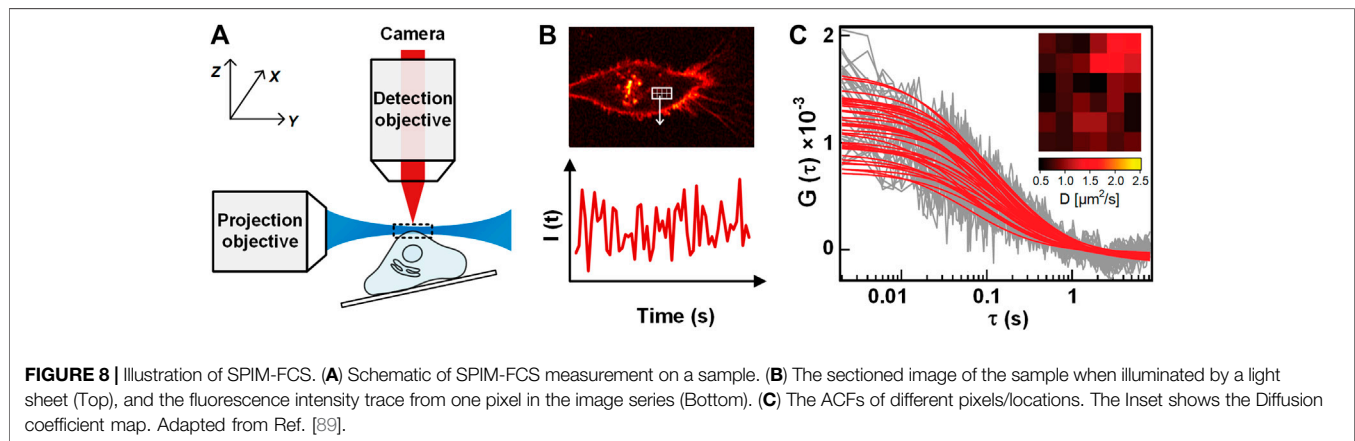 A
Camera
Z
X
Y
Detection
objective
Projection
objective
B
I (t)
Time (s)
C
2
1
0
G (τ) ×10⁻³
0.01
0.1
1
τ (s)
0.5
1.0
1.5
2.0
2.5
D [µm²/s]
FIGURE 8 | Illustration of SPIM-FCS. (A) Schematic of SPIM-FCS measurement on a sample. (B) The sectioned image of the sample when illuminated by a light
sheet (Top), and the fluorescence intensity trace from one pixel in the image series (Bottom). (C) The ACFs of different pixels/locations. The Inset shows the Diffusion
coefficient map. Adapted from Ref. [89].